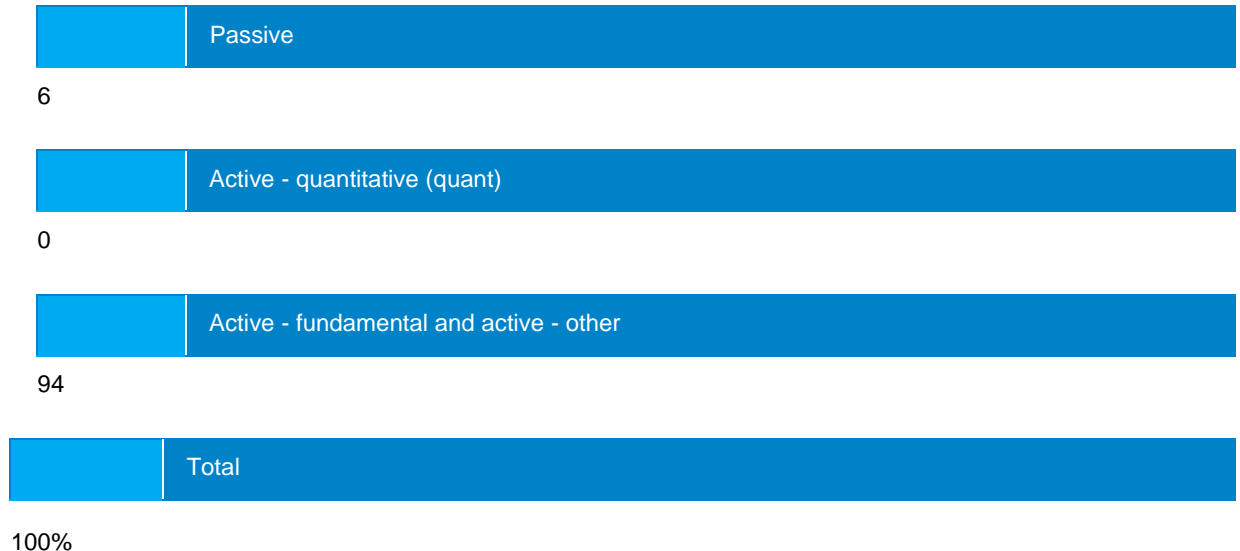 Passive
6
Active - quantitative (quant)
0
Active - fundamental and active - other
94
Total
100%